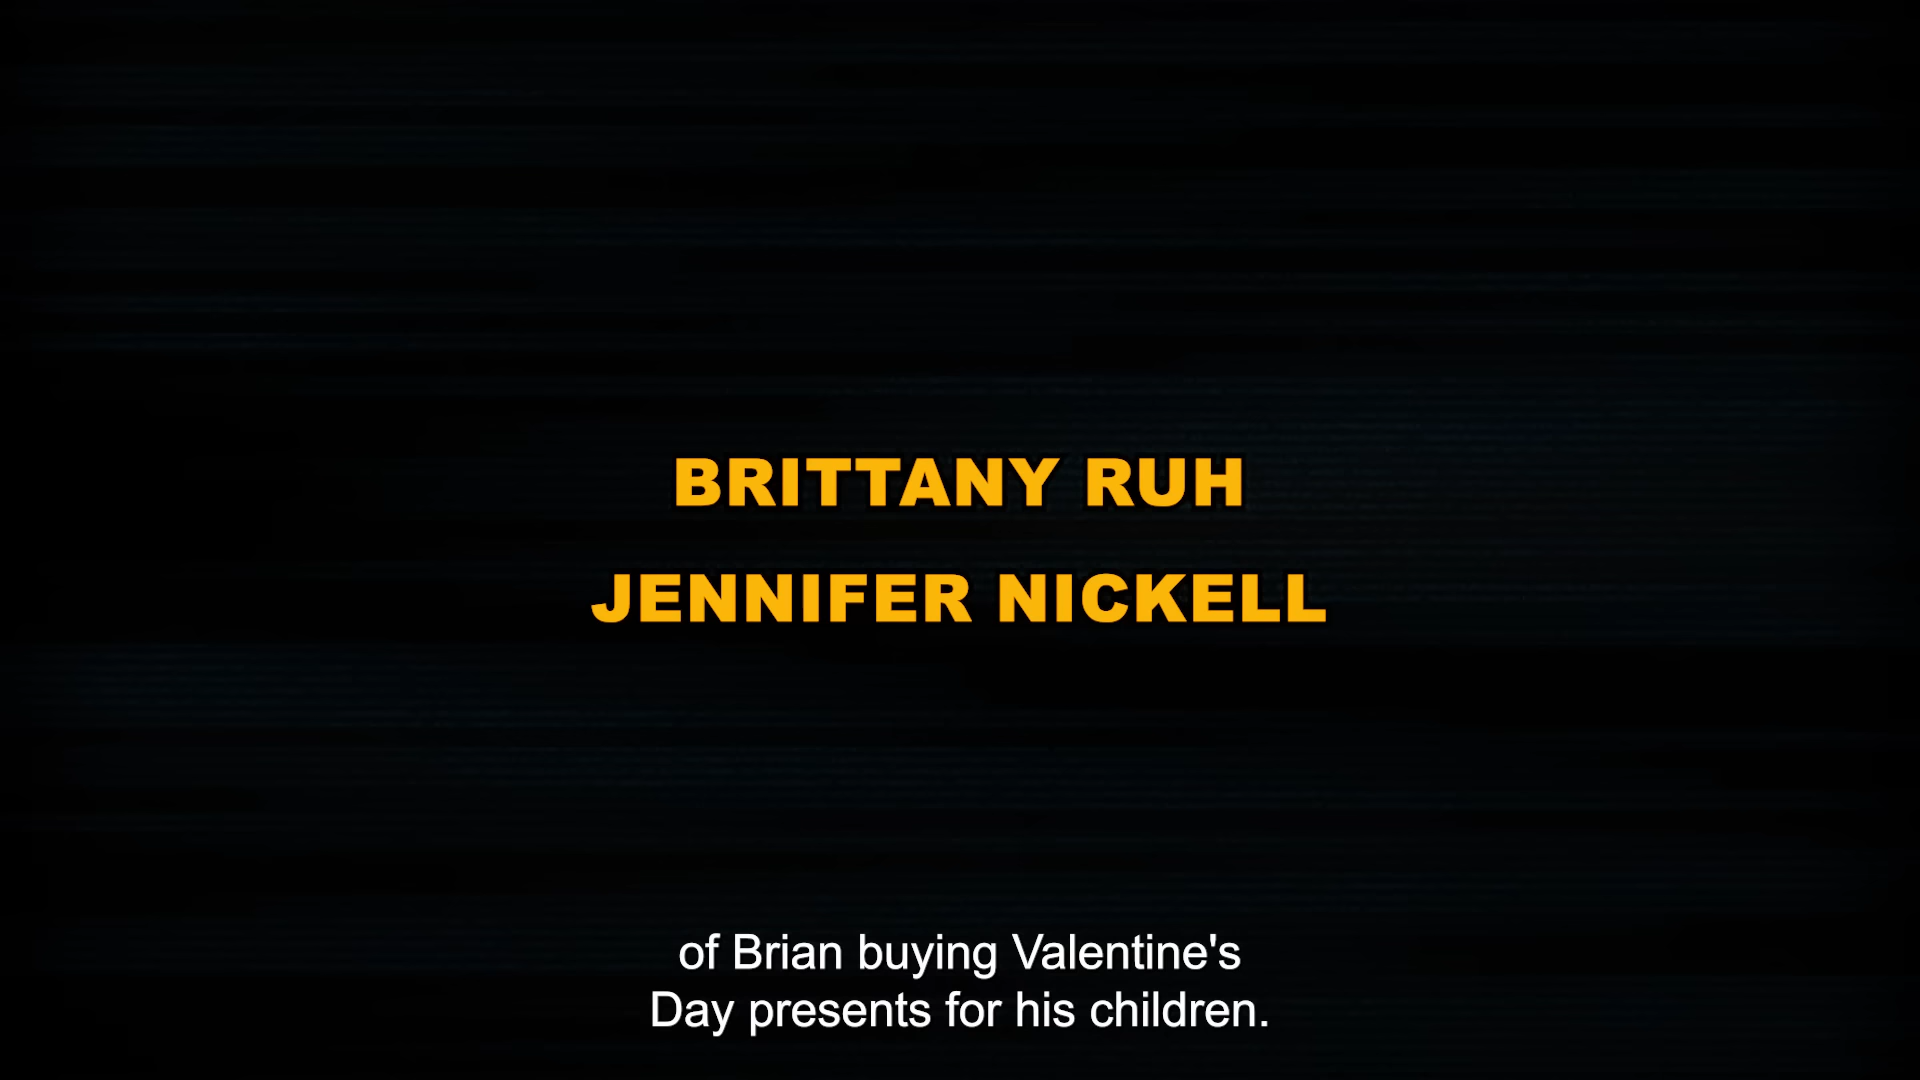 BRITTANY RUH
JENNIFER NICKELL
of Brian buying Valentine's
Day presents for his children.